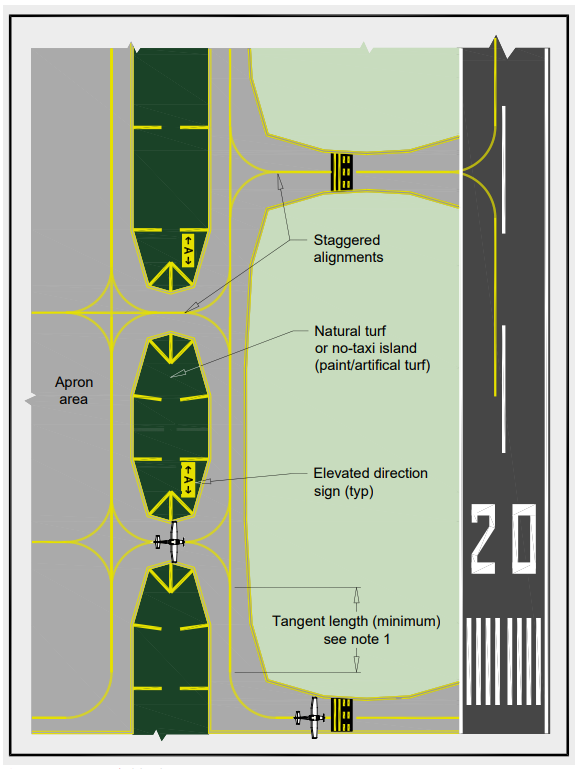 ←A→
Staggered
alignments
Natural turf
or no-taxi island
(paint/artifical turf)
Apron
area
Elevated direction
sign (typ)
←A→
20
Tangent length (minimum)
see note 1